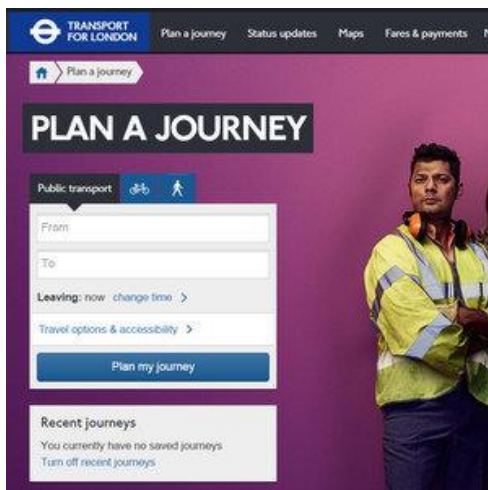 TRANSPORT
FOR LONDON
Plan a journey
Status updates
Maps
Fares & payments
Plan a journey
PLAN A JOURNEY
Public transport
From
To
Leaving: now change time >
Travel options & accessibility >
Plan my journey
Recent journeys
You currently have no saved journeys
Turn off recent journeys